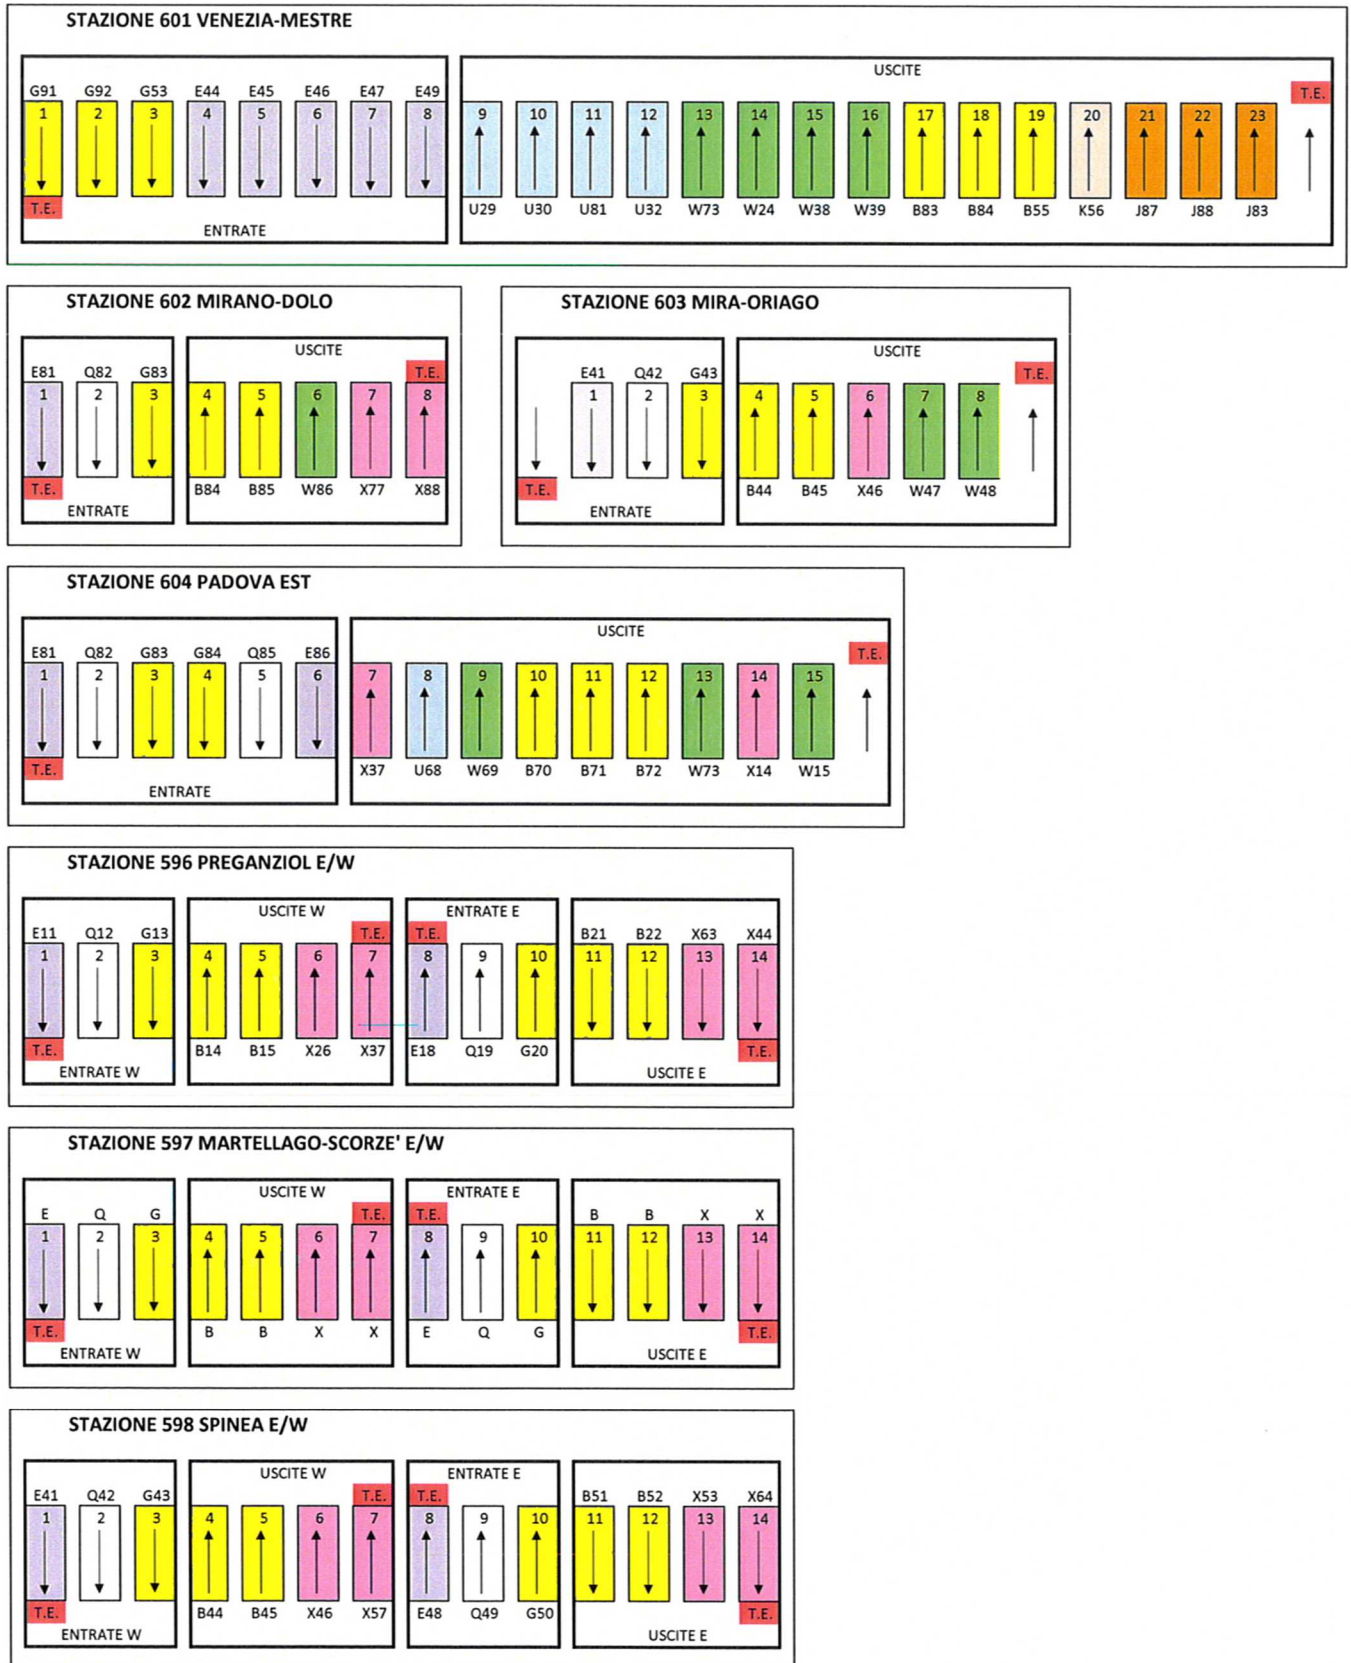 STAZIONE 601 VENEZIA-MESTRE
USCITE
G91 G92 G53 E44 E45 E46 E47 E49 T.E.
1 2 3 4 5 6 7 8 9 10 11 12 13 14 15 16 17 18 19 20 21 22 23
T.E. U29 U30 U81 U32 W73 W24 W38 W39 B83 B84 B55 K56 J87 J88 J83
ENTRATE
STAZIONE 602 MIRANO-DOLO
USCITE
E81 Q82 G83 T.E.
1 2 3 4 5 6 7 8
T.E. B84 B85 W86 X77 X88
ENTRATE
STAZIONE 603 MIRA-ORIAGO
USCITE
E41 Q42 G43 T.E.
1 2 3 4 5 6 7 8
T.E. B44 B45 X46 W47 W48
ENTRATE
STAZIONE 604 PADOVA EST
USCITE
E81 Q82 G83 G84 Q85 E86 T.E.
1 2 3 4 5 6 7 8 9 10 11 12 13 14 15
T.E. X37 U68 W69 B70 B71 B72 W73 X14 W15
ENTRATE
STAZIONE 596 PREGANZIOL E/W
USCITE W ENTRATE E
E11 Q12 G13 T.E. T.E. B21 B22 X63 X44
1 2 3 4 5 6 7 8 9 10 11 12 13 14
T.E. B14 B15 X26 X37 E18 Q19 G20 T.E.
ENTRATE W USCITE E
STAZIONE 597 MARTELLAGO-SCORZE' E/W
USCITE W ENTRATE E
E Q G T.E. T.E. B B X X
1 2 3 4 5 6 7 8 9 10 11 12 13 14
T.E. B B X X E Q G T.E.
ENTRATE W USCITE E
STAZIONE 598 SPINEA E/W
USCITE W ENTRATE E
E41 Q42 G43 T.E. T.E. B51 B52 X53 X64
1 2 3 4 5 6 7 8 9 10 11 12 13 14
T.E. B44 B45 X46 X57 E48 Q49 G50 T.E.
ENTRATE W USCITE E